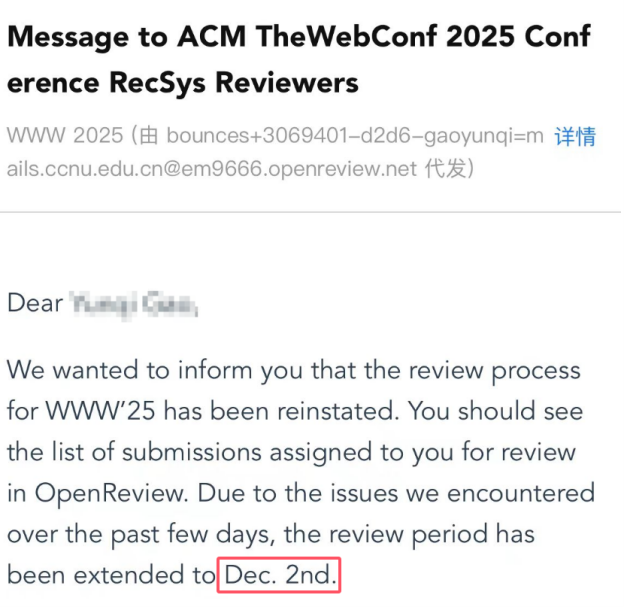 Message to ACM TheWebConf 2025 Conf
erence RecSys Reviewers
WWW 2025 (由 bounces+3069401-d2d6-gaoyunqi=m 详情
ails.ccnu.edu.cn@em9666.openreview.net 代发)
Dear
We wanted to inform you that the review process
for WWW'25 has been reinstated. You should see
the list of submissions assigned to you for review
in OpenReview. Due to the issues we encountered
over the past few days, the review period has
been extended to Dec. 2nd.